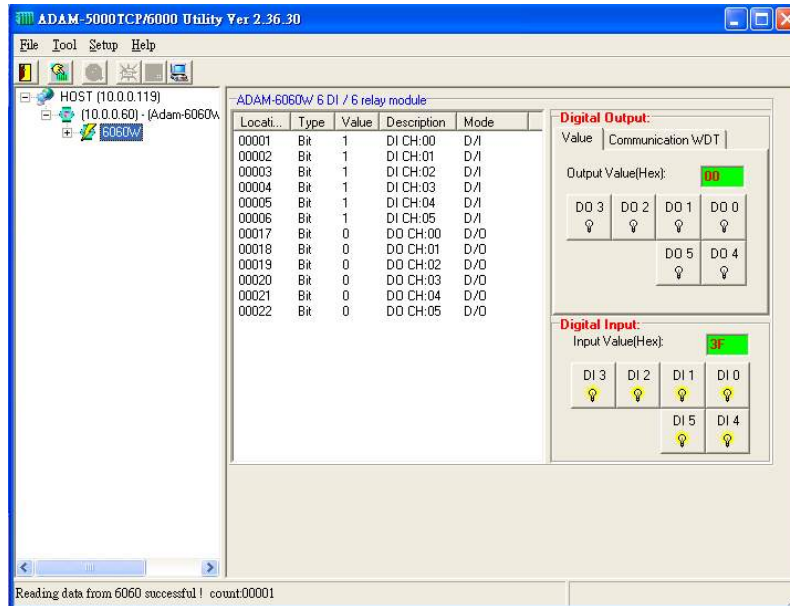 ADAM-5000TCP/6000 Utility Ver 2.36.30
File Tool Setup Help
HOST (10.0.0.119)
(10.0.0.60) - (Adam-6060W
6060W
ADAM-6060W 6 DI / 6 relay module
Locati... Type Value Description Mode
00001 Bit 1 DI CH:00 D/I
00002 Bit 1 DI CH:01 D/I
00003 Bit 1 DI CH:02 D/I
00004 Bit 1 DI CH:03 D/I
00005 Bit 1 DI CH:04 D/I
00006 Bit 1 DI CH:05 D/I
00017 Bit 0 DO CH:00 D/O
00018 Bit 0 DO CH:01 D/O
00019 Bit 0 DO CH:02 D/O
00020 Bit 0 DO CH:03 D/O
00021 Bit 0 DO CH:04 D/O
00022 Bit 0 DO CH:05 D/O
Digital Output:
Value Communication WDT
Output Value(Hex): 00
DO 3 DO 2 DO 1 DO 0
DO 5 DO 4
Digital Input:
Input Value(Hex): 3F
DI 3 DI 2 DI 1 DI 0
DI 5 DI 4
Reading data from 6060 successful ! count:00001